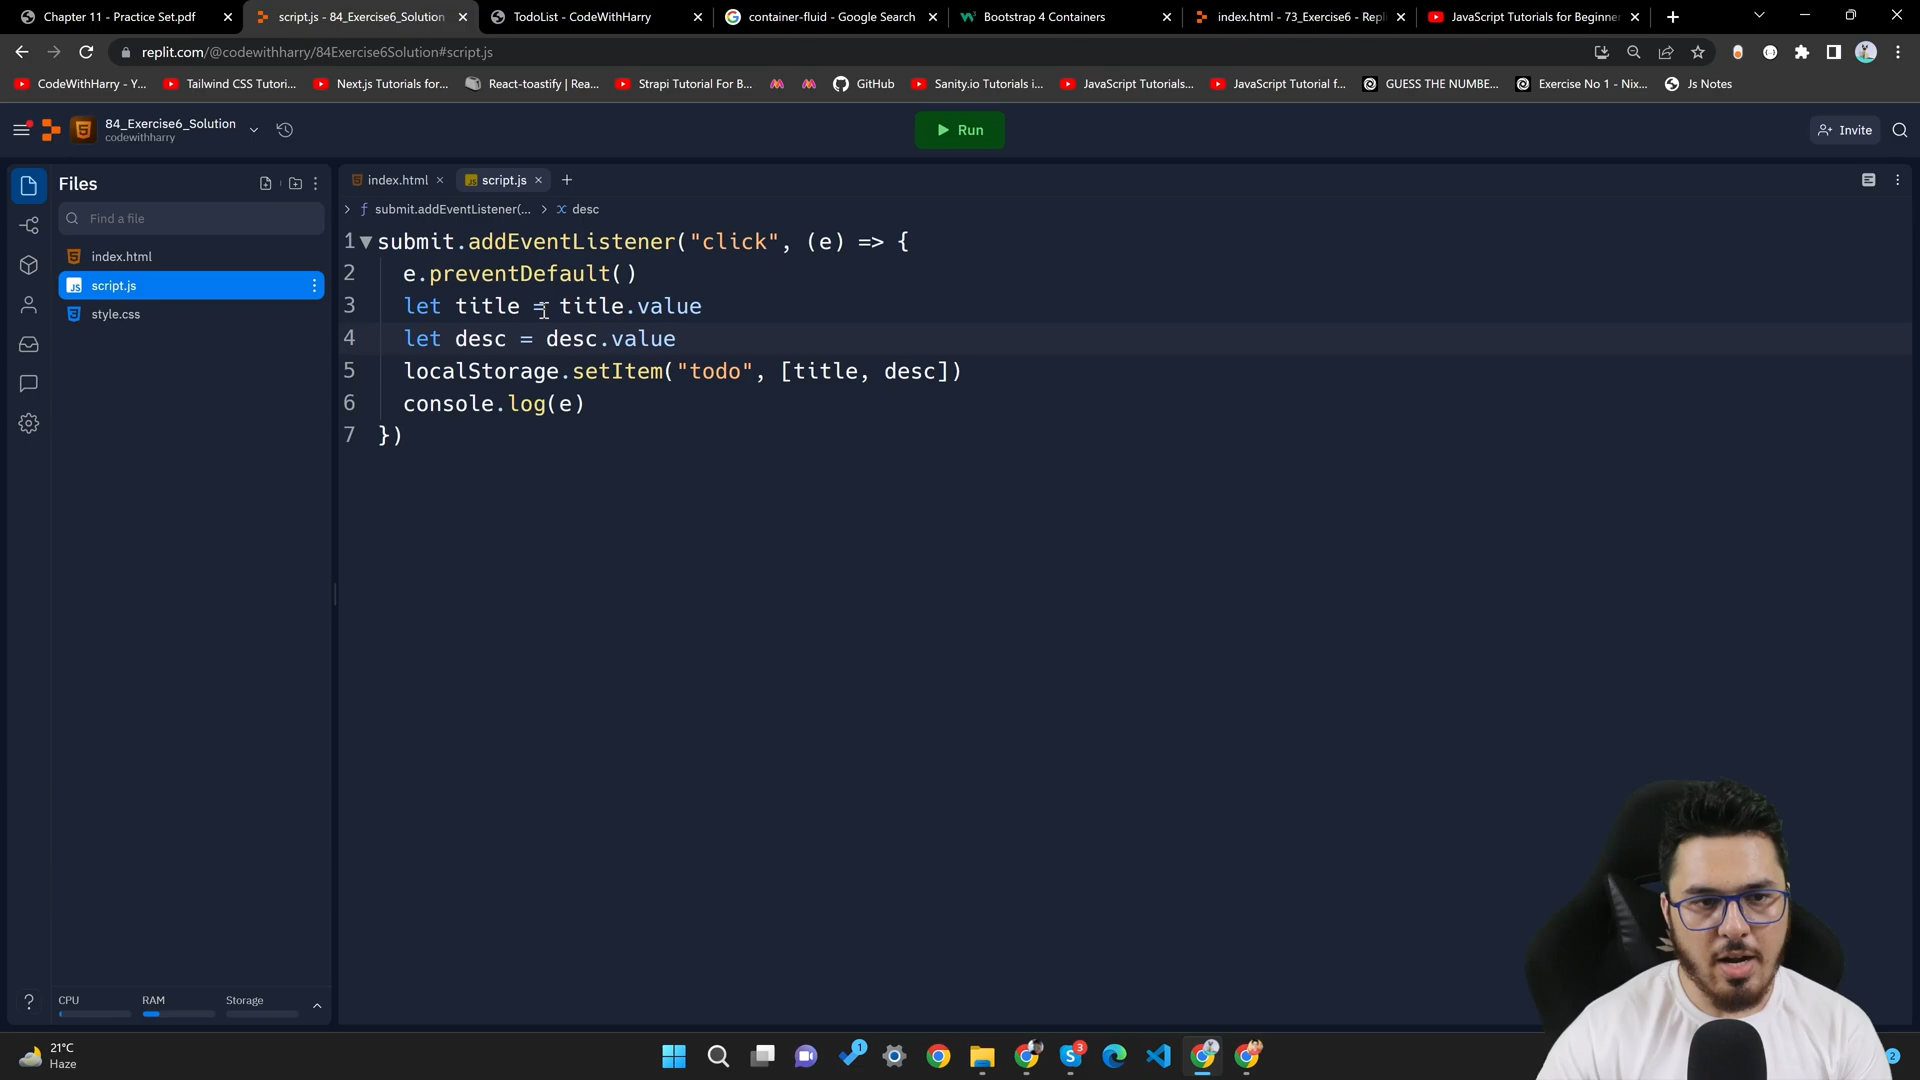 Chapter 11 - Practice Set.pdf
script.js - 84_Exercise6_Solution
TodoList - CodeWithHarry
container-fluid - Google Search
Bootstrap 4 Containers
index.html - 73_Exercise6 - Repl
JavaScript Tutorials for Beginner
replit.com/@codewithharry/84Exercise6Solution#script.js
CodeWithHarry - Y...
Tailwind CSS Tutori...
Next.js Tutorials for...
React-toastify | Rea...
Strapi Tutorial For B...
GitHub
Sanity.io Tutorials i...
JavaScript Tutorials...
JavaScript Tutorial f...
GUESS THE NUMBE...
Exercise No 1 - Nix...
Js Notes
84_Exercise6_Solution
codewithharry
Run
Invite
Files
index.html
script.js
Find a file
submit.addEventListener(...
desc
index.html
script.js
style.css
1 submit.addEventListener("click", (e) => {
2 e.preventDefault()
3 let title = title.value
4 let desc = desc.value
5 localStorage.setItem("todo", [title, desc])
6 console.log(e)
7 })
CPU
RAM
Storage
21°C
Haze
1
3
2